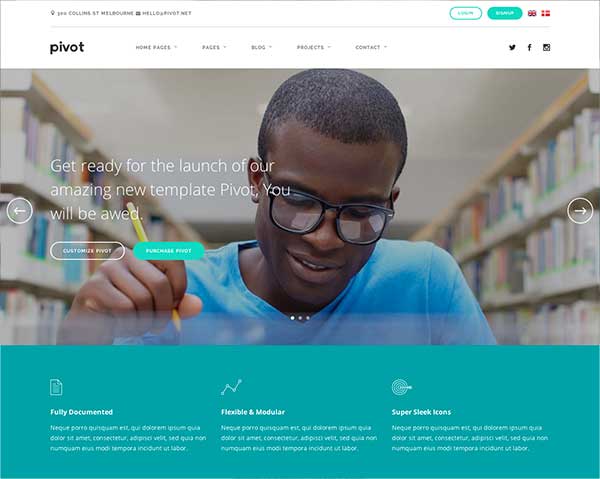 300 COLLINS ST MELBOURNE HELLO@PIVOT.NET
LOGIN SIGNUP
pivot HOME PAGES PAGES BLOG PROJECTS CONTACT
Get ready for the launch of our
amazing new template Pivot, You
will be awed.
CUSTOMIZE PIVOT PURCHASE PIVOT
Fully Documented
Neque porro quisquam est, qui dolorem ipsum quia
dolor sit amet, consectetur, adipisci velit, sed quia non
numquam eius modi tempora incidunt ut labor.
Flexible & Modular
Neque porro quisquam est, qui dolorem ipsum quia
dolor sit amet, consectetur, adipisci velit, sed quia non
numquam eius modi tempora incidunt ut labor.
Super Sleek Icons
Neque porro quisquam est, qui dolorem ipsum quia
dolor sit amet, consectetur, adipisci velit, sed quia non
numquam eius modi tempora incidunt ut labor.